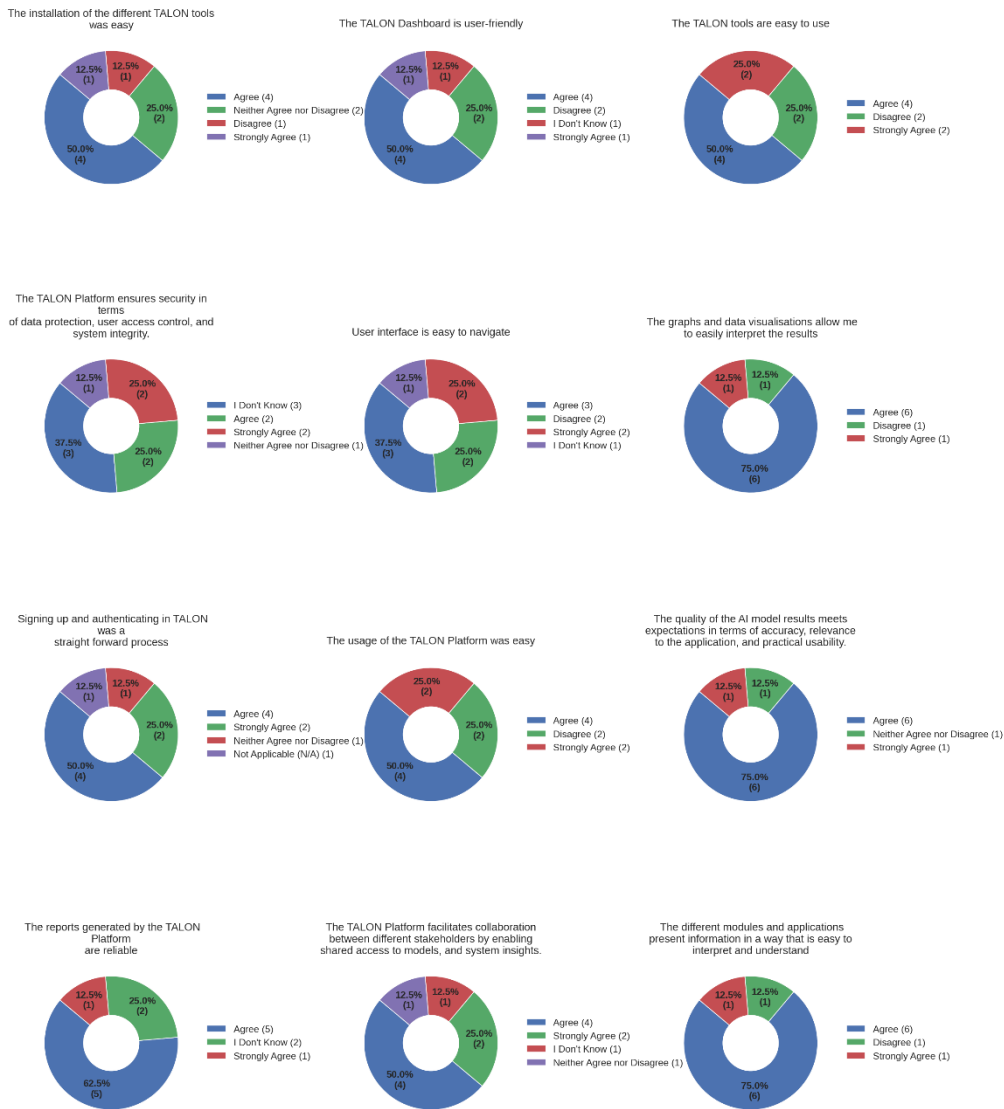 The installation of the different TALON tools
was easy
12.5%
(1)
12.5%
(1)
25.0%
(2)
50.0%
(4)
Agree (4)
Neither Agree nor Disagree (2)
Disagree (1)
Strongly Agree (1)
The TALON Dashboard is user-friendly
12.5%
(1)
12.5%
(1)
25.0%
(2)
50.0%
(4)
Agree (4)
Disagree (2)
I Don't Know (1)
Strongly Agree (1)
The TALON tools are easy to use
25.0%
(2)
25.0%
(2)
50.0%
(4)
Agree (4)
Disagree (2)
Strongly Agree (2)
The TALON Platform ensures security in
terms
of data protection, user access control, and
system integrity.
12.5%
(1)
25.0%
(2)
37.5%
(3)
25.0%
(2)
I Don't Know (3)
Agree (2)
Strongly Agree (2)
Neither Agree nor Disagree (1)
User interface is easy to navigate
12.5%
(1)
25.0%
(2)
37.5%
(3)
25.0%
(2)
Agree (3)
Disagree (2)
Strongly Agree (2)
I Don't Know (1)
The graphs and data visualisations allow me
to easily interpret the results
12.5%
(1)
12.5%
(1)
75.0%
(6)
Agree (6)
Disagree (1)
Strongly Agree (1)
Signing up and authenticating in TALON
was a
straight forward process
12.5%
(1)
12.5%
(1)
25.0%
(2)
50.0%
(4)
Agree (4)
Strongly Agree (2)
Neither Agree nor Disagree (1)
Not Applicable (N/A) (1)
The usage of the TALON Platform was easy
25.0%
(2)
25.0%
(2)
50.0%
(4)
Agree (4)
Disagree (2)
Strongly Agree (2)
The quality of the AI model results meets
expectations in terms of accuracy, relevance
to the application, and practical usability.
12.5%
(1)
12.5%
(1)
75.0%
(6)
Agree (6)
Neither Agree nor Disagree (1)
Strongly Agree (1)
The reports generated by the TALON
Platform
are reliable
12.5%
(1)
25.0%
(2)
62.5%
(5)
Agree (5)
I Don't Know (2)
Strongly Agree (1)
The TALON Platform facilitates collaboration
between different stakeholders by enabling
shared access to models, and system insights.
12.5%
(1)
12.5%
(1)
25.0%
(2)
50.0%
(4)
Agree (4)
Strongly Agree (2)
I Don't Know (1)
Neither Agree nor Disagree (1)
The different modules and applications
present information in a way that is easy to
interpret and understand
12.5%
(1)
12.5%
(1)
75.0%
(6)
Agree (6)
Disagree (1)
Strongly Agree (1)